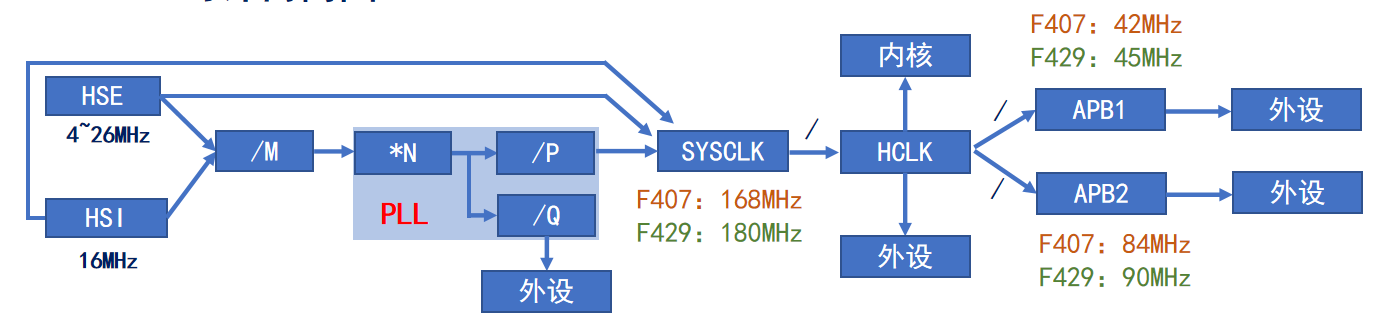 HSE
4~26MHz
HSI
16MHz
/M
*N
/P
/Q
PLL
外设
SYSCLK
F407：168MHz
F429：180MHz
/
HCLK
内核
外设
/
/
F407：42MHz
F429：45MHz
APB1
外设
APB2
外设
F407：84MHz
F429：90MHz